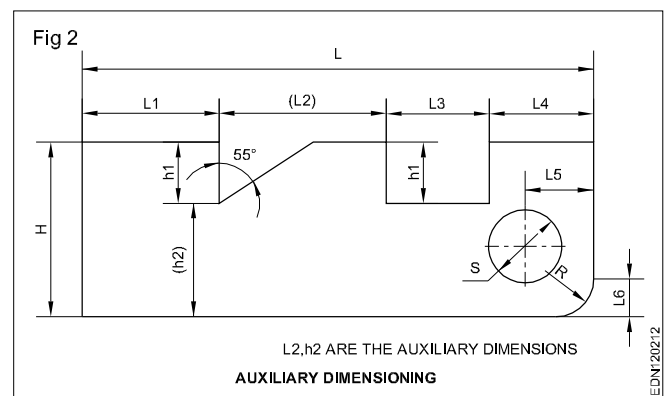 Fig 2
L
L1 (L2) L3 L4
h1 55° h1 L5
H (h2)
S R L6
L2,h2 ARE THE AUXILIARY DIMENSIONS
AUXILIARY DIMENSIONING
EDN120212